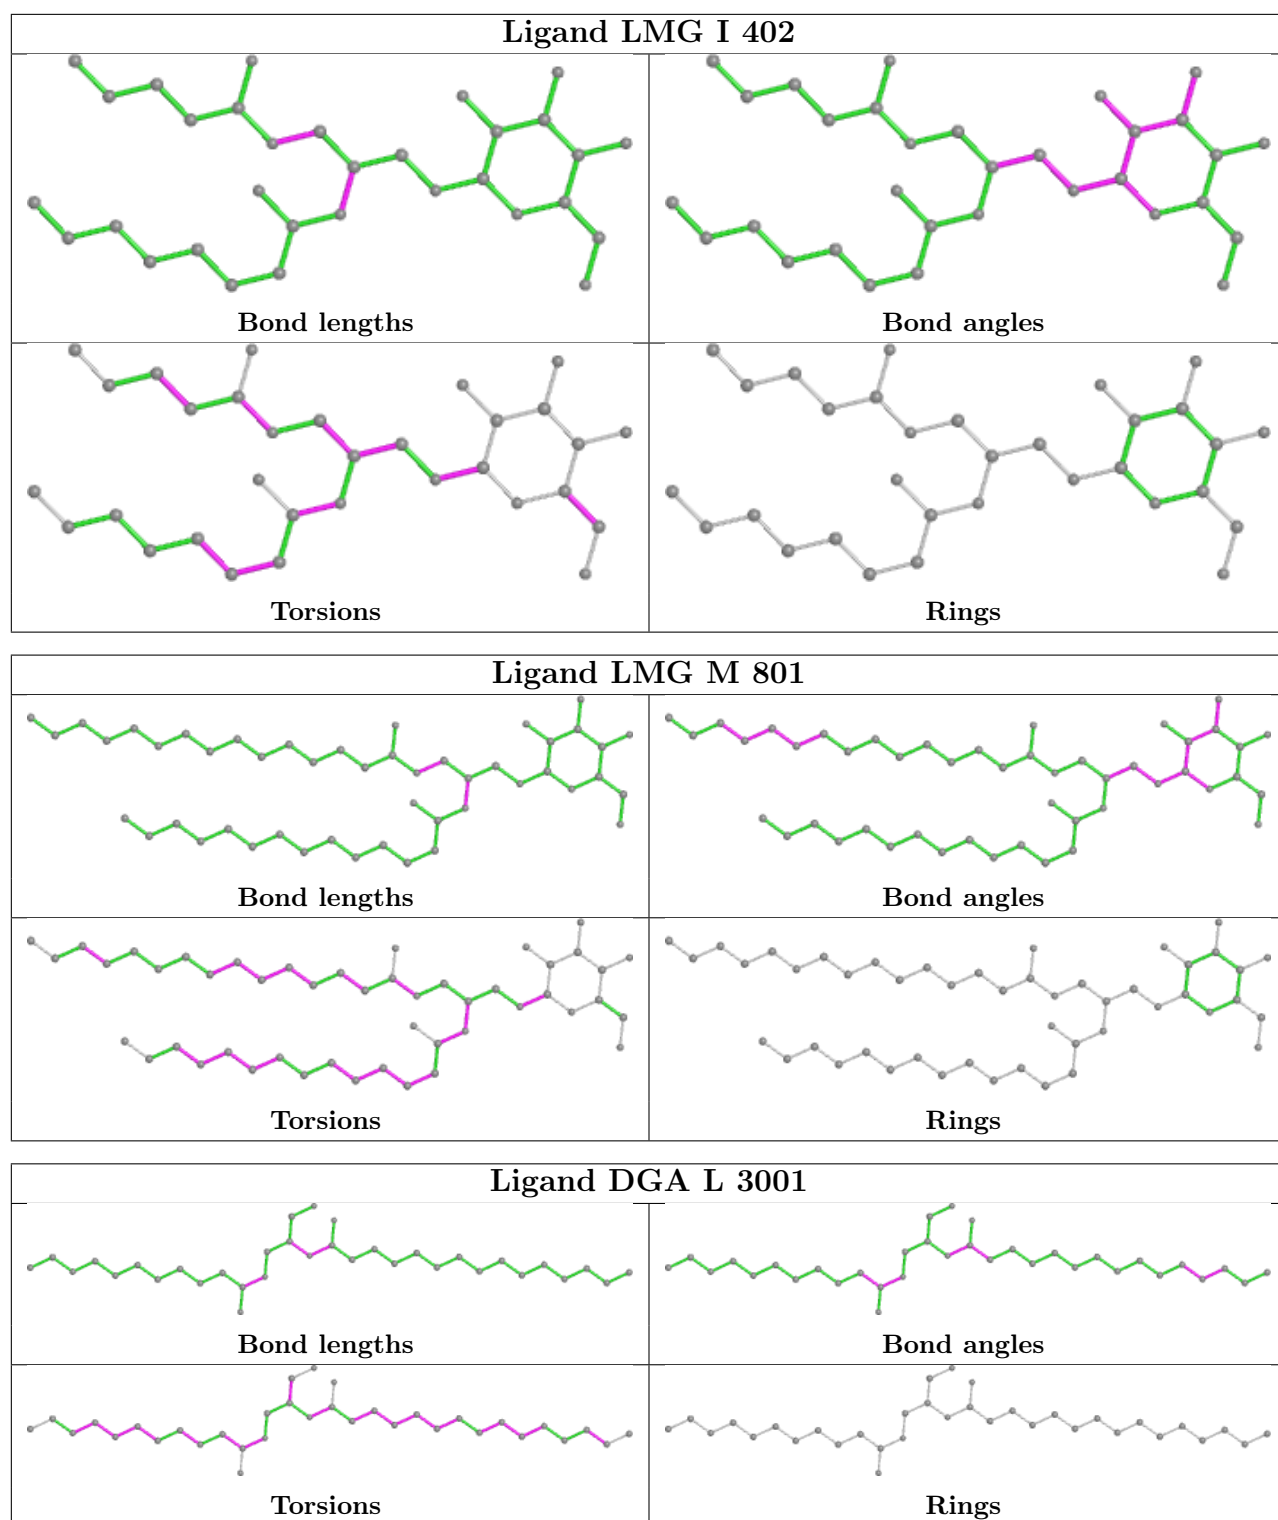 Ligand LMG I 402
Bond lengths
Bond angles
Torsions
Rings
Ligand LMG M 801
Bond lengths
Bond angles
Torsions
Rings
Ligand DGA L 3001
Bond lengths
Bond angles
Torsions
Rings